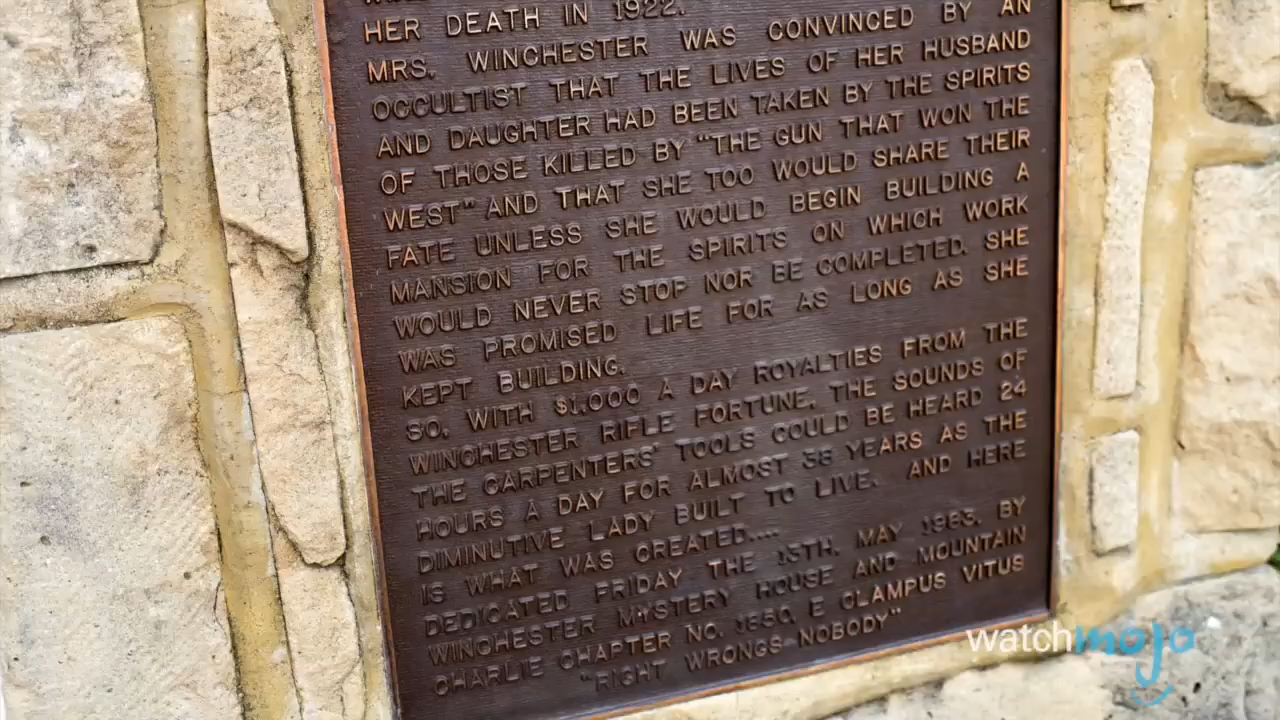 HER DEATH IN 1922.
MRS. WINCHESTER WAS CONVINCED BY AN
OCCULTIST THAT THE LIVES OF HER HUSBAND
AND DAUGHTER HAD BEEN TAKEN BY THE SPIRITS
OF THOSE KILLED BY "THE GUN THAT WON THE
WEST" AND THAT SHE TOO WOULD SHARE THEIR
FATE UNLESS SHE WOULD BEGIN BUILDING A
MANSION FOR THE SPIRITS ON WHICH WORK
WOULD NEVER STOP NOR BE COMPLETED. SHE
WAS PROMISED LIFE FOR AS LONG AS SHE
KEPT BUILDING.
SO, WITH $1,000 A DAY ROYALTIES FROM THE
WINCHESTER RIFLE FORTUNE, THE SOUNDS OF
THE CARPENTERS' TOOLS COULD BE HEARD 24
HOURS A DAY FOR ALMOST 38 YEARS AS THE
DIMINUTIVE LADY BUILT TO LIVE. AND HERE
IS WHAT WAS CREATED....
DEDICATED FRIDAY THE 13TH, MAY 1983, BY
WINCHESTER MYSTERY HOUSE AND MOUNTAIN
CHARLIE CHAPTER NO. 1850, E CLAMPUS VITUS
"RIGHT WRONGS NOBODY"
watchmojo